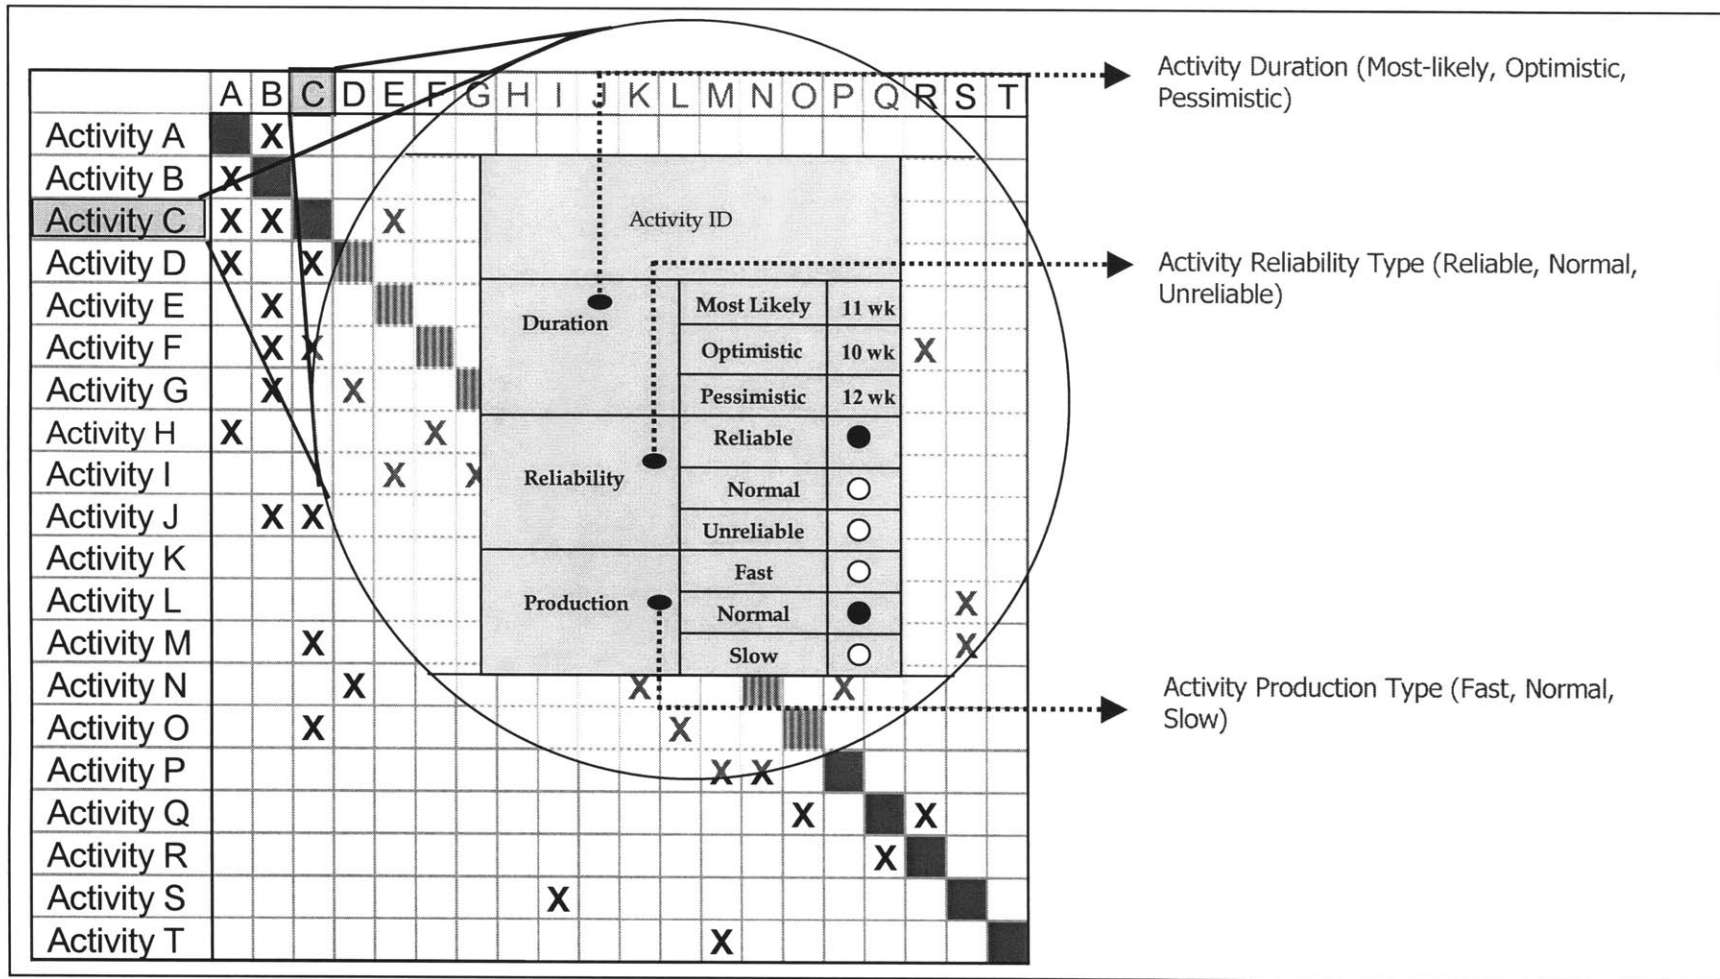 A B C D E F G H I J K L M N O P Q R S T
Activity A X
Activity B X
Activity C X X X
Activity D X X
Activity E X
Activity F X X X
Activity G X X
Activity H X X
Activity I X X
Activity J X X
Activity K
Activity L X
Activity M X X
Activity N X X X
Activity O X X
Activity P X X
Activity Q X X
Activity R X
Activity S X
Activity T X
Activity ID
Duration
Most Likely 11 wk
Optimistic 10 wk
Pessimistic 12 wk
Reliability
Reliable
Normal
Unreliable
Production
Fast
Normal
Slow
Activity Duration (Most-likely, Optimistic,
Pessimistic)
Activity Reliability Type (Reliable, Normal,
Unreliable)
Activity Production Type (Fast, Normal,
Slow)